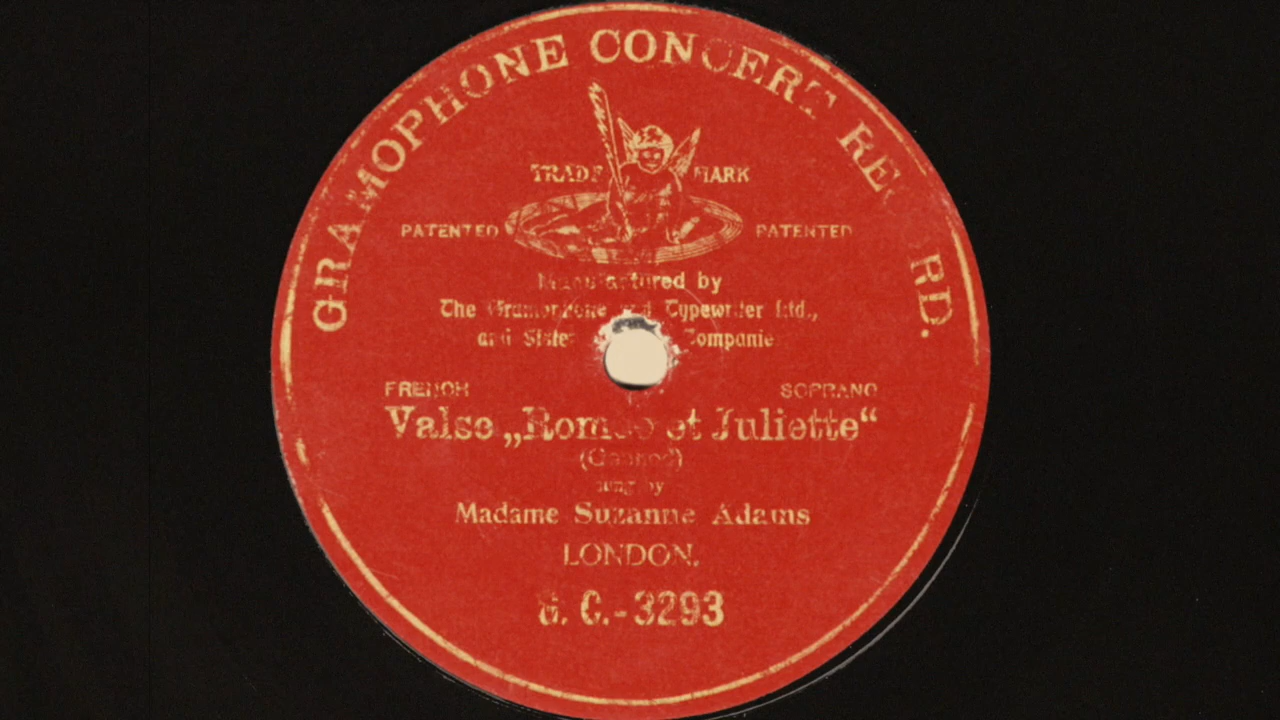 GRAMOPHONE CONCERT RECORD.
TRADE MARK
PATENTED PATENTED
Manufactured by
The Gramophone and Typewriter Ltd.,
and Sister Companie
FRENCH SOPRANO
Valse „Romeo et Juliette“
(Gounod)
sung by
Madame Suzanne Adams
LONDON.
G. C.-3293